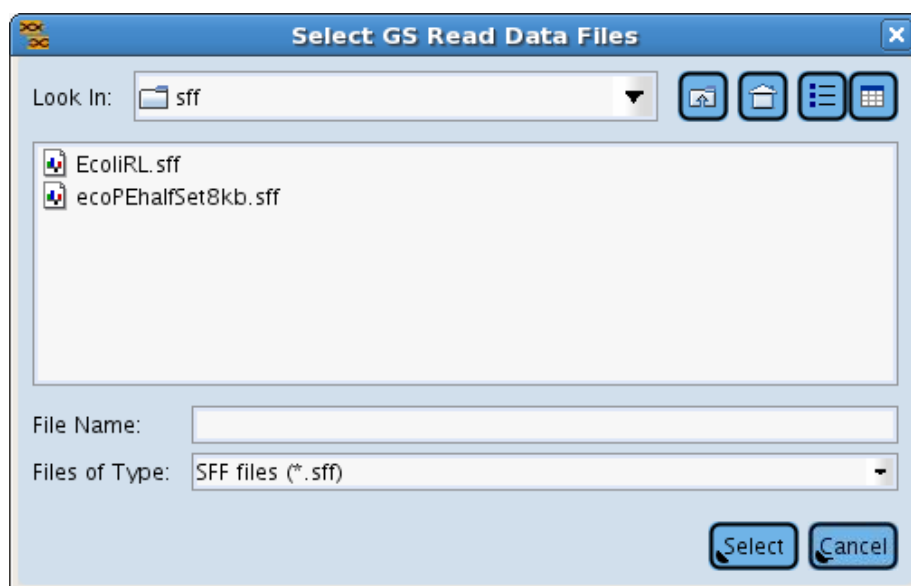 Select GS Read Data Files
Look In: sff
EcoliRL.sff
ecoPEhalfSet8kb.sff
File Name:
Files of Type: SFF files (*.sff)
Select Cancel